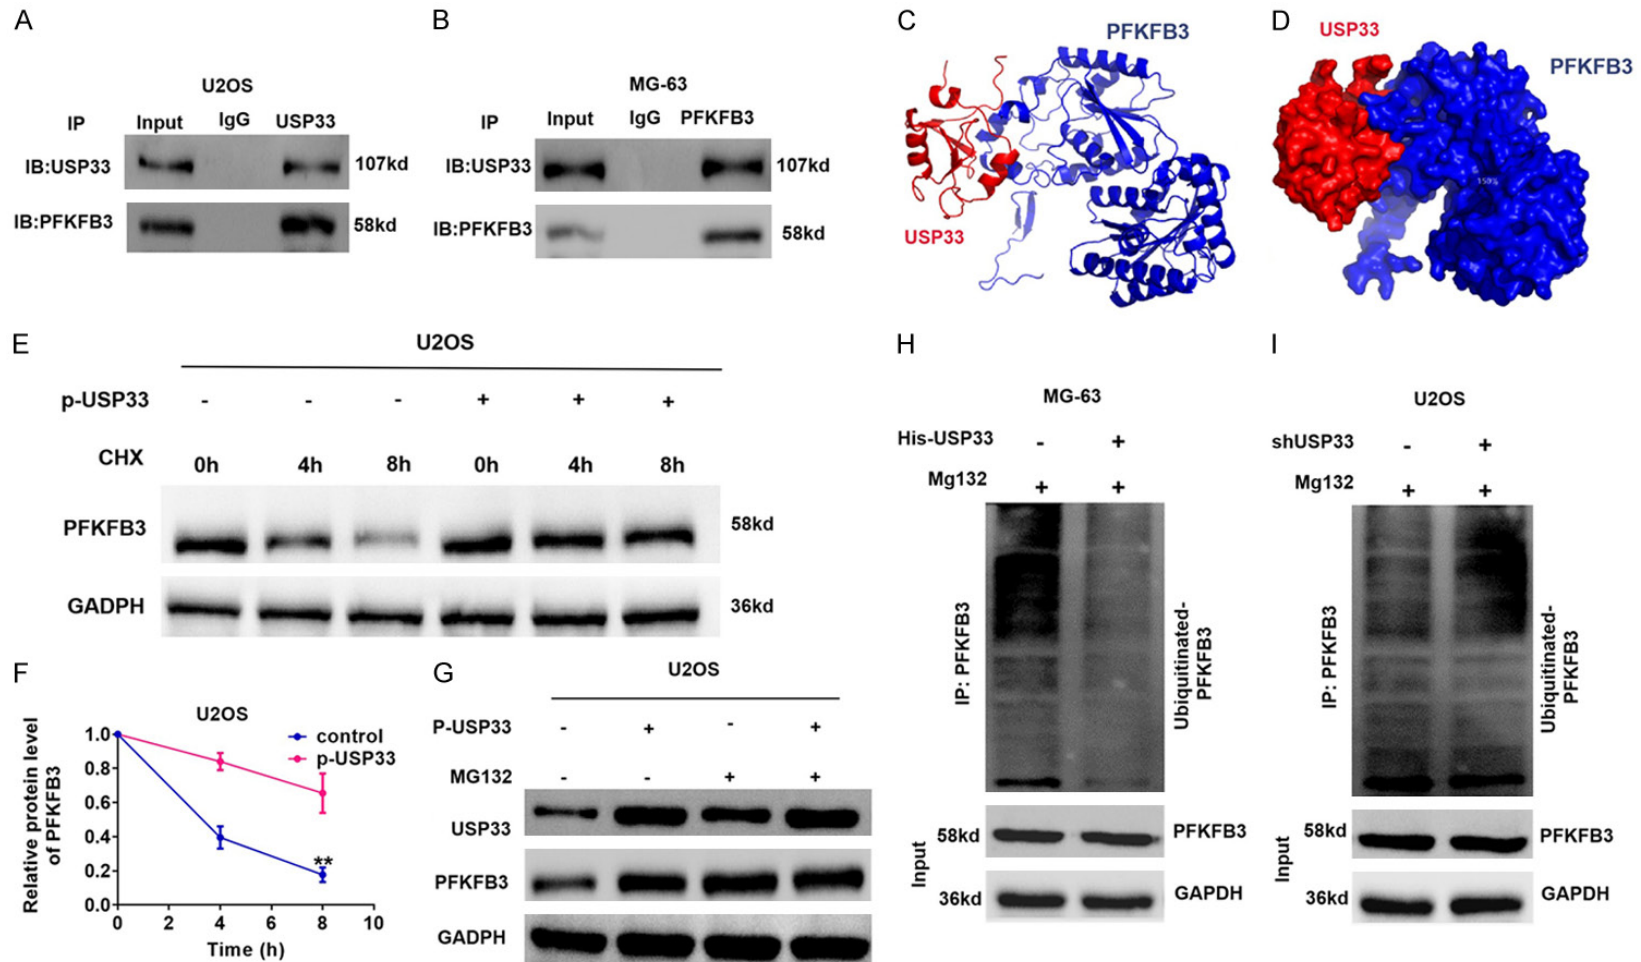 A
U2OS
IP Input IgG USP33
IB:USP33 107kd
IB:PFKFB3 58kd
B
MG-63
IP Input IgG PFKFB3
IB:USP33 107kd
IB:PFKFB3 58kd
C
PFKFB3
USP33
D
USP33
PFKFB3
E
U2OS
p-USP33 - - - + + +
CHX 0h 4h 8h 0h 4h 8h
PFKFB3 58kd
GADPH 36kd
F
U2OS
control
p-USP33
Relative protein level
of PFKFB3
1.0
0.8
0.6
0.4
0.2
0.0
**
0 2 4 6 8 10
Time (h)
G
U2OS
P-USP33 - + - +
MG132 - - + +
USP33
PFKFB3
GADPH
H
MG-63
His-USP33 - +
Mg132 + +
IP: PFKFB3
Ubiquitinated-
PFKFB3
Input
58kd PFKFB3
36kd GAPDH
I
U2OS
shUSP33 - +
Mg132 + +
IP: PFKFB3
Ubiquitinated-
PFKFB3
Input
58kd PFKFB3
36kd GAPDH